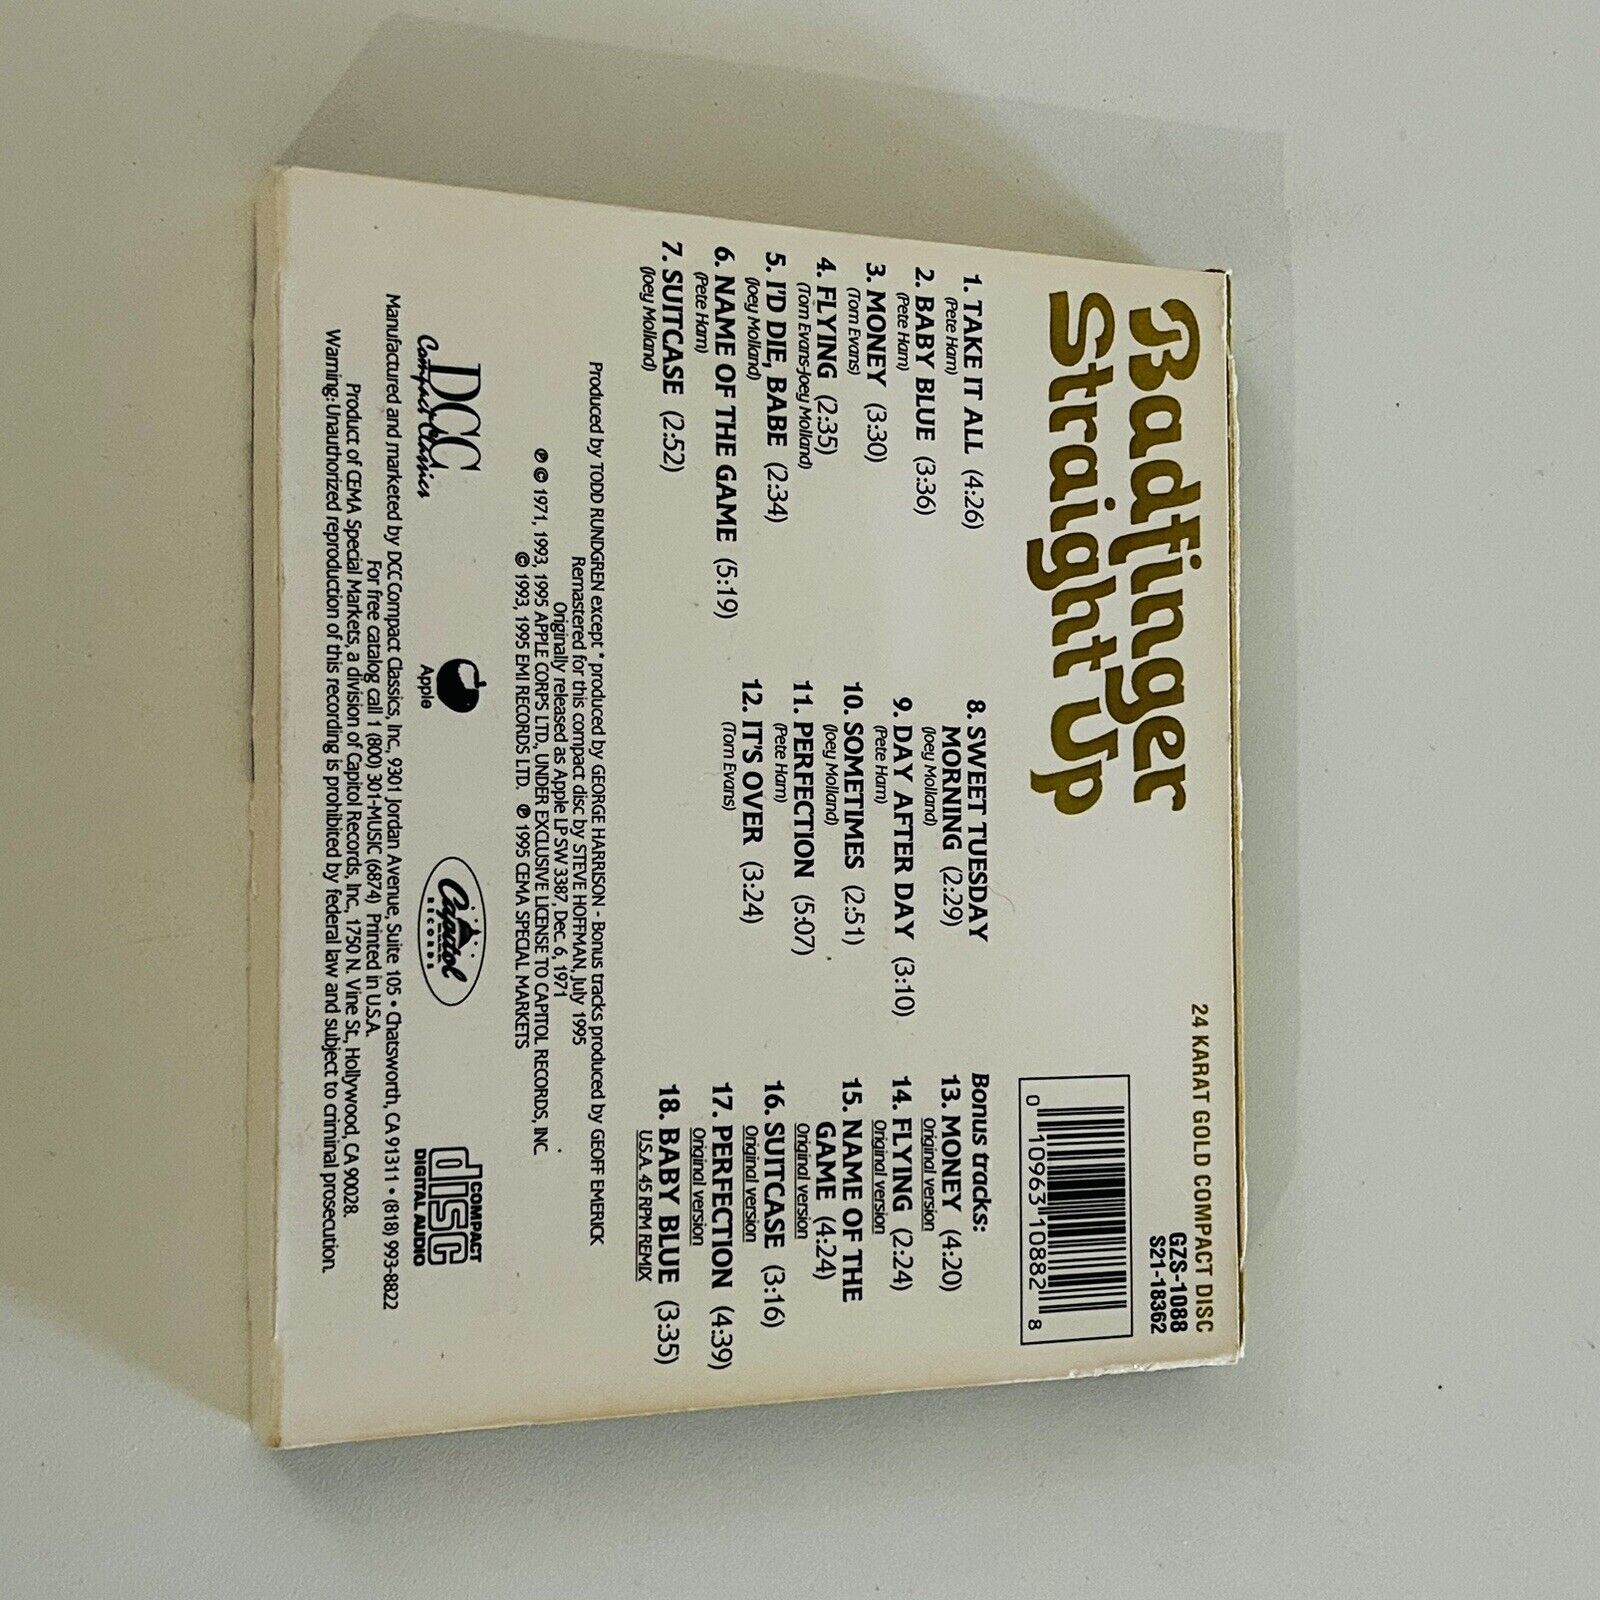 Badfinger
Straight Up
24 KARAT GOLD COMPACT DISC
GZS-1088
S21-18362
0 10963 10882 8
1. TAKE IT ALL (4:26)
(Pete Ham)
2. BABY BLUE (3:36)
(Pete Ham)
3. MONEY (3:30)
(Tom Evans)
4. FLYING (2:35)
(Tom Evans-Joey Molland)
5. I'D DIE, BABE (2:34)
(Joey Molland)
6. NAME OF THE GAME (5:19)
(Pete Ham)
7. SUITCASE (2:52)
(Joey Molland)
8. SWEET TUESDAY
MORNING (2:29)
(Joey Molland)
9. DAY AFTER DAY (3:10)
(Pete Ham)
10. SOMETIMES (2:51)
(Joey Molland)
11. PERFECTION (5:07)
(Pete Ham)
12. IT'S OVER (3:24)
(Tom Evans)
Bonus tracks:
13. MONEY (4:20)
Original version
14. FLYING (2:24)
Original version
15. NAME OF THE
GAME (4:24)
Original version
16. SUITCASE (3:16)
Original version
17. PERFECTION (4:39)
Original version
18. BABY BLUE (3:35)
U.S.A. 45 RPM REMIX
Produced by TODD RUNDGREN except * produced by GEORGE HARRISON - Bonus tracks produced by GEOFF EMERICK
Remastered for this compact disc by STEVE HOFFMAN, July 1995
Originally released as Apple LP SW 3387, Dec. 6, 1971
℗ © 1971, 1993, 1995 APPLE CORPS LTD., UNDER EXCLUSIVE LICENSE TO CAPITOL RECORDS, INC.
© 1993, 1995 EMI RECORDS LTD. ℗ 1995 CEMA SPECIAL MARKETS
DCC
Compact Classics
Apple
Capitol
RECORDS
COMPACT
disc
DIGITAL AUDIO
Manufactured and marketed by DCC Compact Classics, Inc, 9301 Jordan Avenue, Suite 105 • Chatsworth, CA 91311 • (818) 993-8822
For free catalog call 1 (800) 301-MUSIC (6874) Printed in U.S.A.
Product of CEMA Special Markets, a division of Capitol Records, Inc., 1750 N. Vine St., Hollywood, CA 90028.
Warning: Unauthorized reproduction of this recording is prohibited by federal law and subject to criminal prosecution.